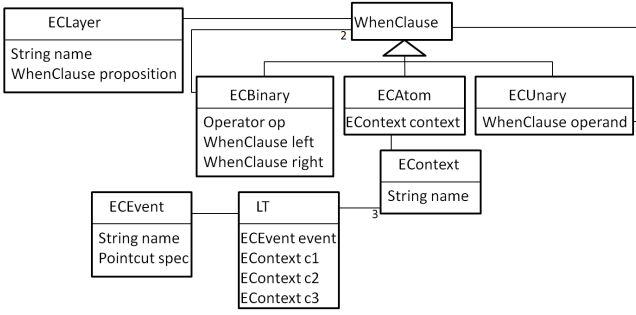 ECLayer
String name
WhenClause proposition
WhenClause
2
ECBinary
Operator op
WhenClause left
WhenClause right
ECAtom
EContext context
ECUnary
WhenClause operand
EContext
String name
ECEvent
String name
Pointcut spec
LT
ECEvent event
EContext c1
EContext c2
EContext c3
3